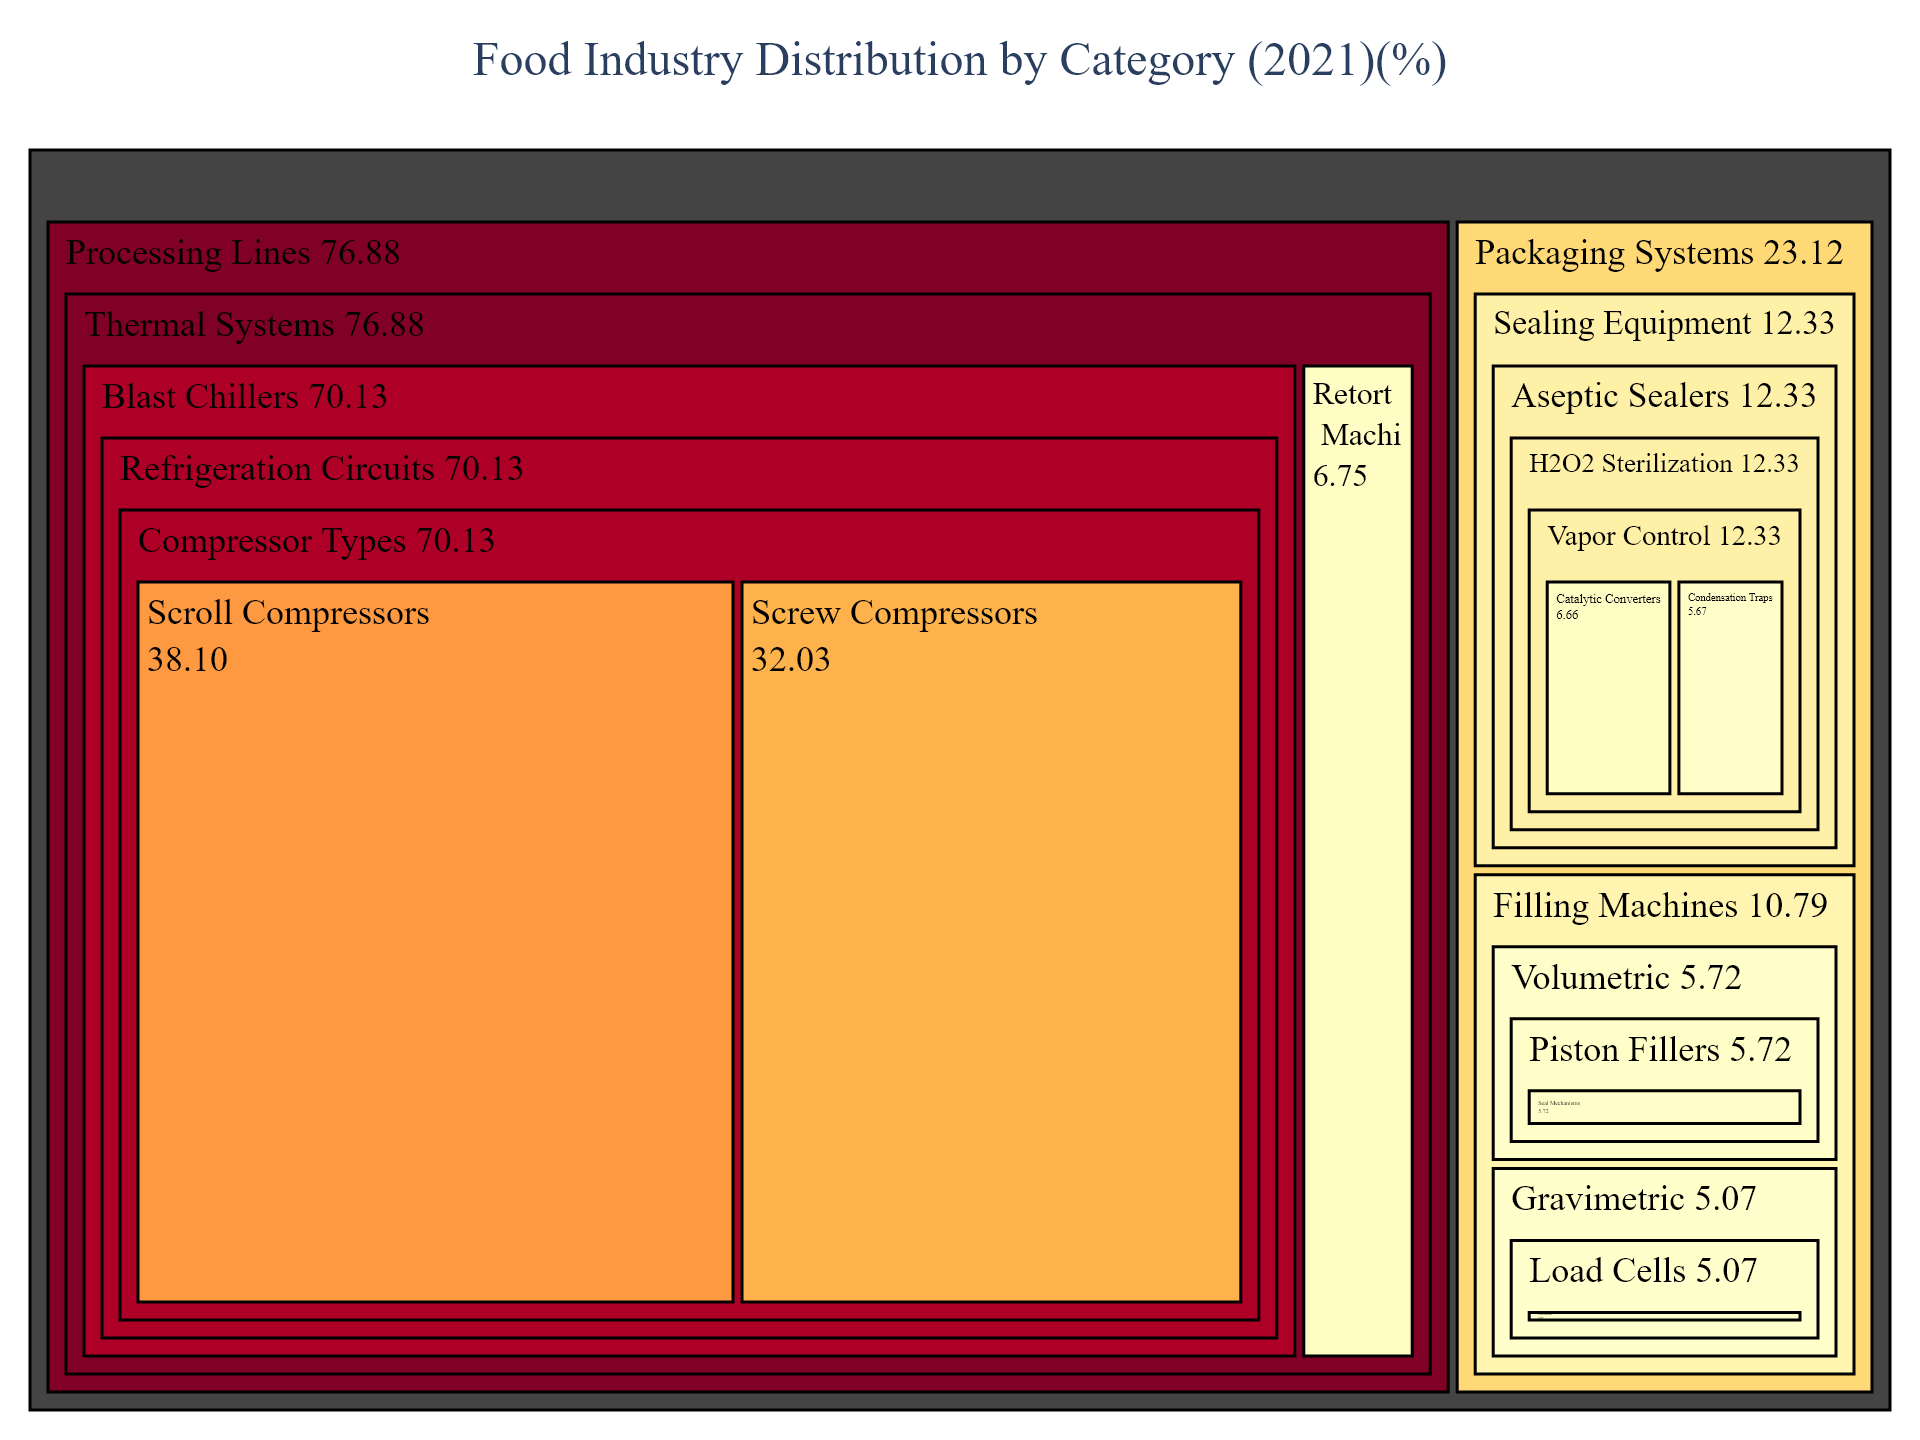 Food Industry Distribution by Category (2021)(%)
Processing Lines 76.88
Thermal Systems 76.88
Blast Chillers 70.13
Refrigeration Circuits 70.13
Compressor Types 70.13
Scroll Compressors
38.10
Screw Compressors
32.03
Retort
Machi
6.75
Packaging Systems 23.12
Sealing Equipment 12.33
Aseptic Sealers 12.33
H2O2 Sterilization 12.33
Vapor Control 12.33
Catalytic Converters
6.66
Condensation Traps
5.67
Filling Machines 10.79
Volumetric 5.72
Piston Fillers 5.72
Seal Mechanisms
5.72
Gravimetric 5.07
Load Cells 5.07